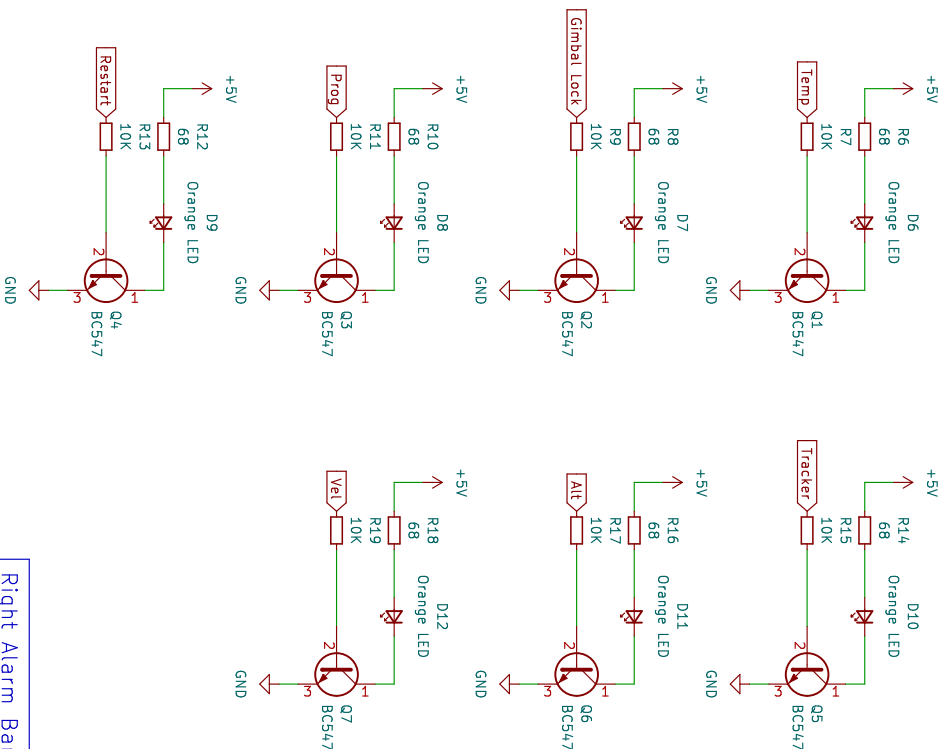 +5V
R6
68
R7
10K
Temp
D6
Orange LED
2
1
3
Q1
BC547
GND
+5V
R8
68
R9
10K
Gimbal Lock
D7
Orange LED
2
1
3
Q2
BC547
GND
+5V
R10
68
R11
10K
Prog
D8
Orange LED
2
1
3
Q3
BC547
GND
+5V
R12
68
R13
10K
Restart
D9
Orange LED
2
1
3
Q4
BC547
GND
+5V
R14
68
R15
10K
Tracker
D10
Orange LED
2
1
3
Q5
BC547
GND
+5V
R16
68
R17
10K
Alt
D11
Orange LED
2
1
3
Q6
BC547
GND
+5V
R18
68
R19
10K
Vel
D12
Orange LED
2
1
3
Q7
BC547
GND
Right Alarm